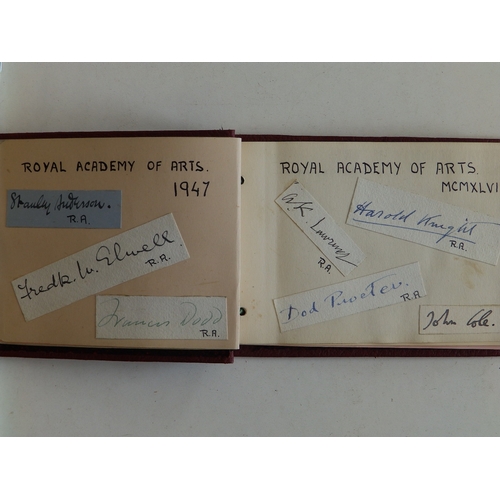 ROYAL ACADEMY OF ARTS.
1947
Stanley Anderson.
R.A.
Fredk. W. Elwell
R.A.
Francis Dodd
R.A.
ROYAL ACADEMY OF ARTS.
MCMXLVI
A.K. Lawrence
R.A.
Harold Knight
R.A.
Dod Procter
R.A.
John Cole.